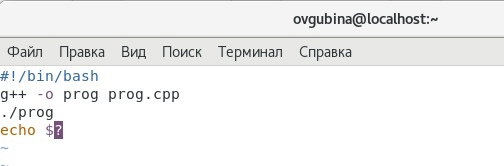 ovgubina@localhost:~
Файл Правка Вид Поиск Терминал Справка
#!/bin/bash
g++ -o prog prog.cpp
./prog
echo $?
~
~